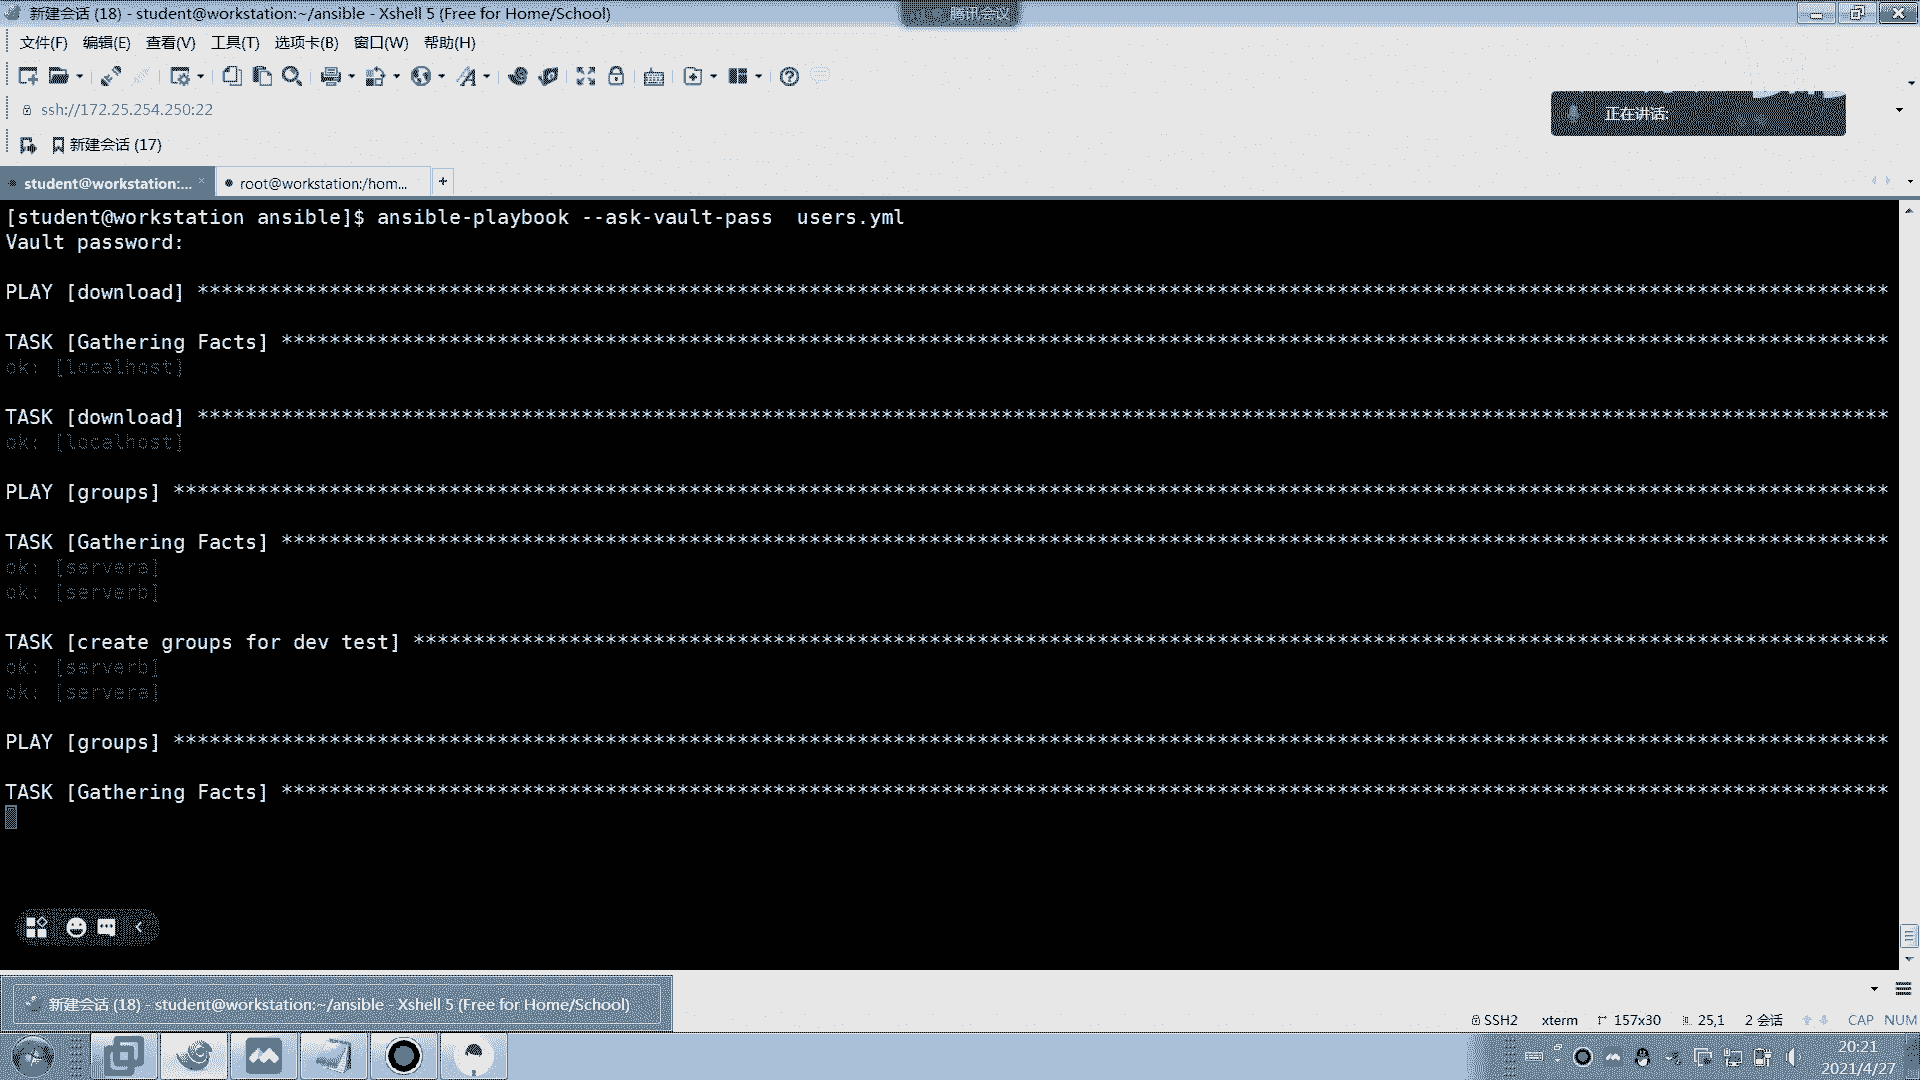 新建会话 (18) - student@workstation:~/ansible - Xshell 5 (Free for Home/School)
腾讯会议
文件(F) 编辑(E) 查看(V) 工具(T) 选项卡(B) 窗口(W) 帮助(H)
ssh://172.25.254.250:22
正在讲话:
新建会话 (17)
student@workstation:... × root@workstation:/hom... +
[student@workstation ansible]$ ansible-playbook --ask-vault-pass  users.yml
Vault password:
PLAY [download] *********************************************************************************************************************************************
TASK [Gathering Facts] **************************************************************************************************************************************
ok: [localhost]
TASK [download] *********************************************************************************************************************************************
ok: [localhost]
PLAY [groups] ***********************************************************************************************************************************************
TASK [Gathering Facts] **************************************************************************************************************************************
ok: [servera]
ok: [serverb]
TASK [create groups for dev test] ***************************************************************************************************************************
ok: [serverb]
ok: [servera]
PLAY [groups] ***********************************************************************************************************************************************
TASK [Gathering Facts] **************************************************************************************************************************************
新建会话 (18) - student@workstation:~/ansible - Xshell 5 (Free for Home/School)
SSH2 xterm 157x30 25,1 2 会话 CAP NUM
20:21
2021/4/27